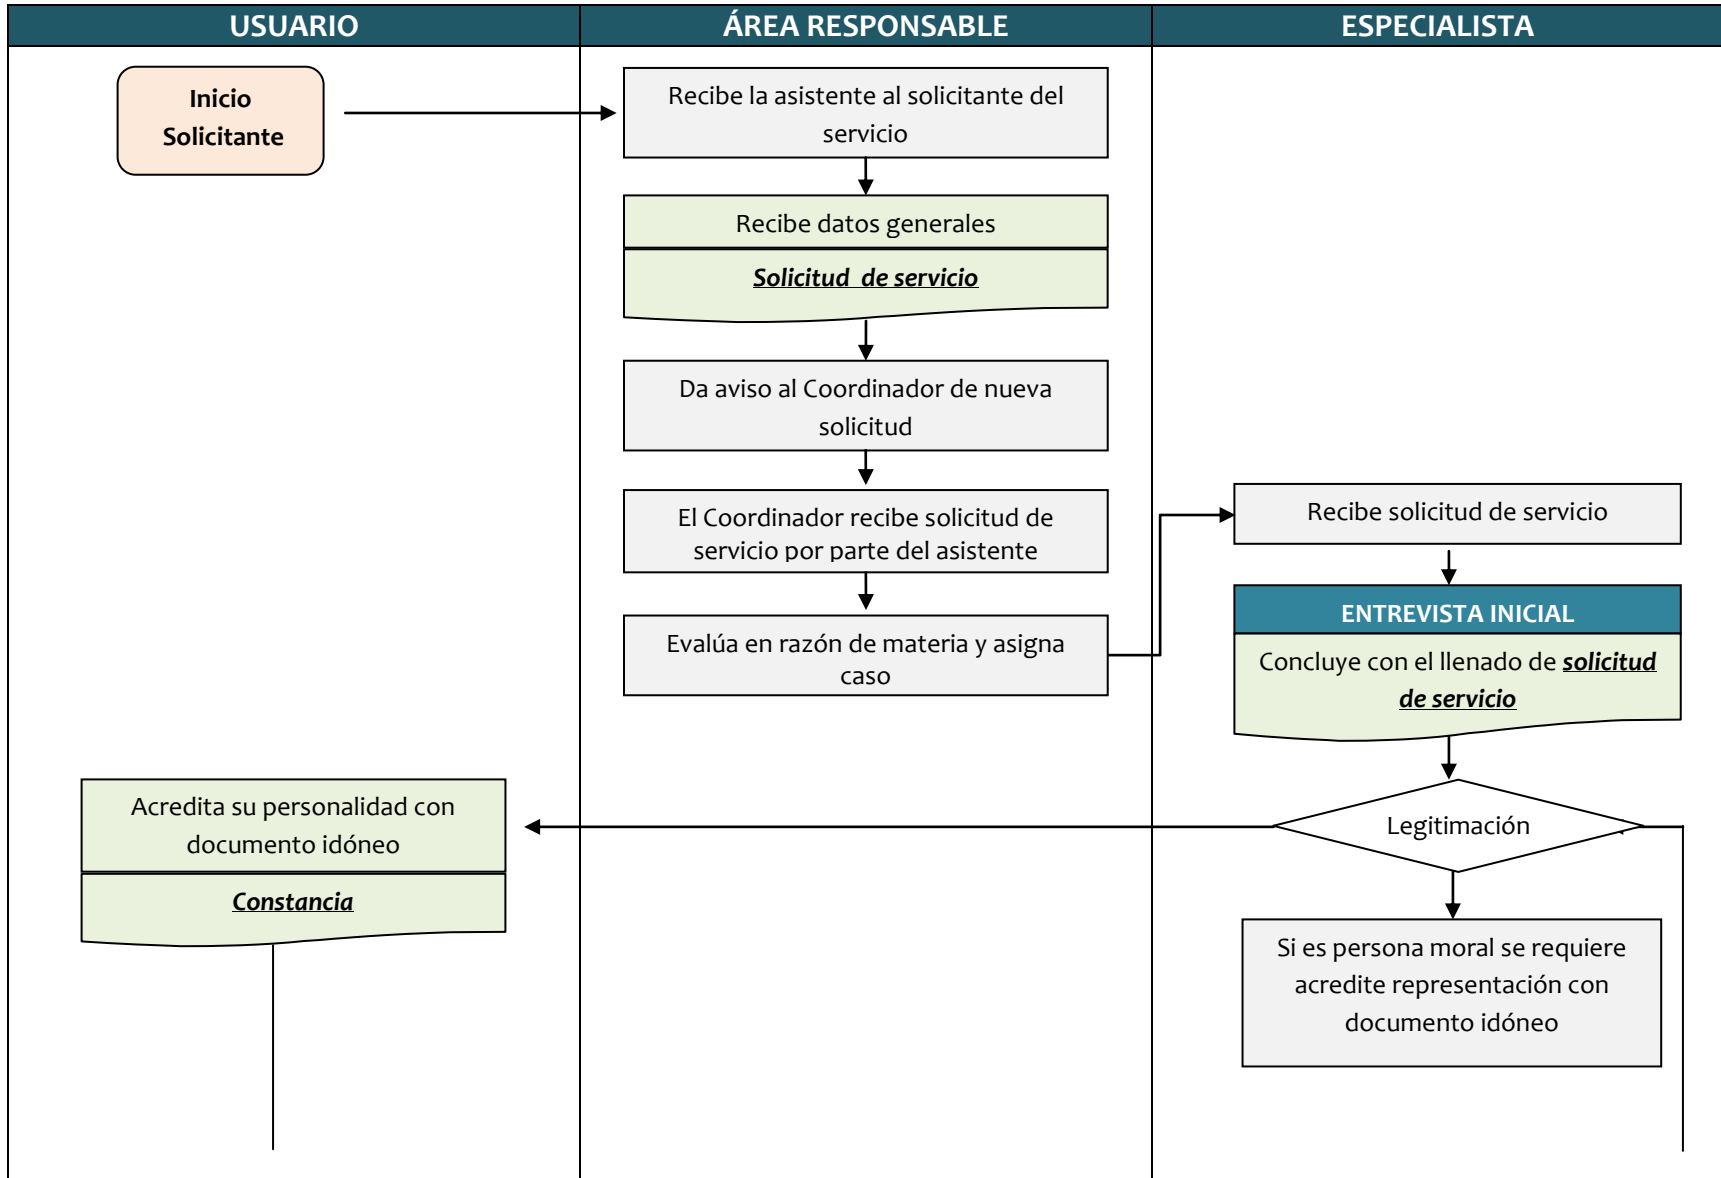 USUARIO
ÁREA RESPONSABLE
ESPECIALISTA
Inicio
Solicitante
Recibe la asistente al solicitante del
servicio
Recibe datos generales
Solicitud de servicio
Da aviso al Coordinador de nueva
solicitud
El Coordinador recibe solicitud de
servicio por parte del asistente
Evalúa en razón de materia y asigna
caso
Recibe solicitud de servicio
ENTREVISTA INICIAL
Concluye con el llenado de solicitud
de servicio
Legitimación
Acredita su personalidad con
documento idóneo
Constancia
Si es persona moral se requiere
acredite representación con
documento idóneo